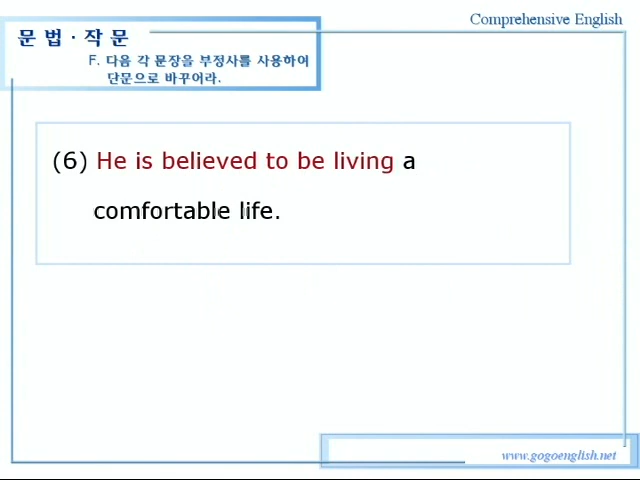 Comprehensive English
문 법 · 작 문
F. 다음 각 문장을 부정사를 사용하여
단문으로 바꾸어라.
(6) He is believed to be living a
comfortable life.
www.gogoenglish.net